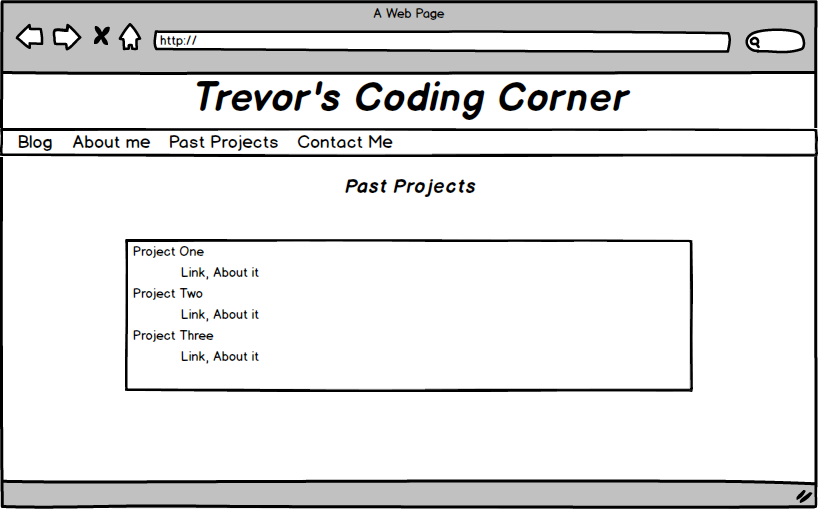 A Web Page
http://
Trevor's Coding Corner
Blog About me Past Projects Contact Me
Past Projects
Project One
Link, About it
Project Two
Link, About it
Project Three
Link, About it